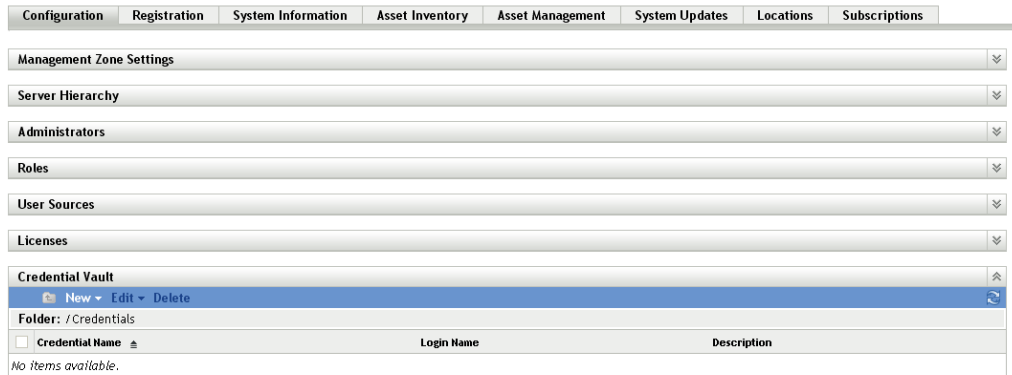 Configuration Registration System Information Asset Inventory Asset Management System Updates Locations Subscriptions
Management Zone Settings
Server Hierarchy
Administrators
Roles
User Sources
Licenses
Credential Vault
New Edit Delete
Folder: / Credentials
Credential Name Login Name Description
No items available.